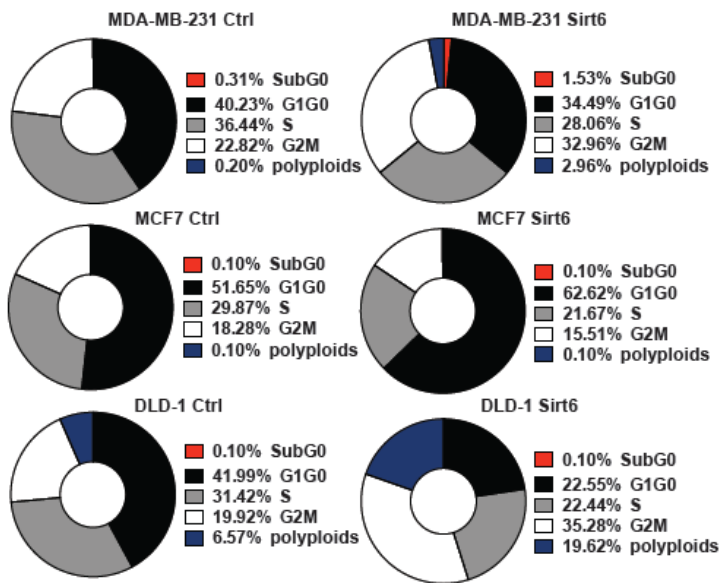 MDA-MB-231 Ctrl
0.31% SubG0
40.23% G1G0
36.44% S
22.82% G2M
0.20% polyploids
MDA-MB-231 Sirt6
1.53% SubG0
34.49% G1G0
28.06% S
32.96% G2M
2.96% polyploids
MCF7 Ctrl
0.10% SubG0
51.65% G1G0
29.87% S
18.28% G2M
0.10% polyploids
MCF7 Sirt6
0.10% SubG0
62.62% G1G0
21.67% S
15.51% G2M
0.10% polyploids
DLD-1 Ctrl
0.10% SubG0
41.99% G1G0
31.42% S
19.92% G2M
6.57% polyploids
DLD-1 Sirt6
0.10% SubG0
22.55% G1G0
22.44% S
35.28% G2M
19.62% polyploids